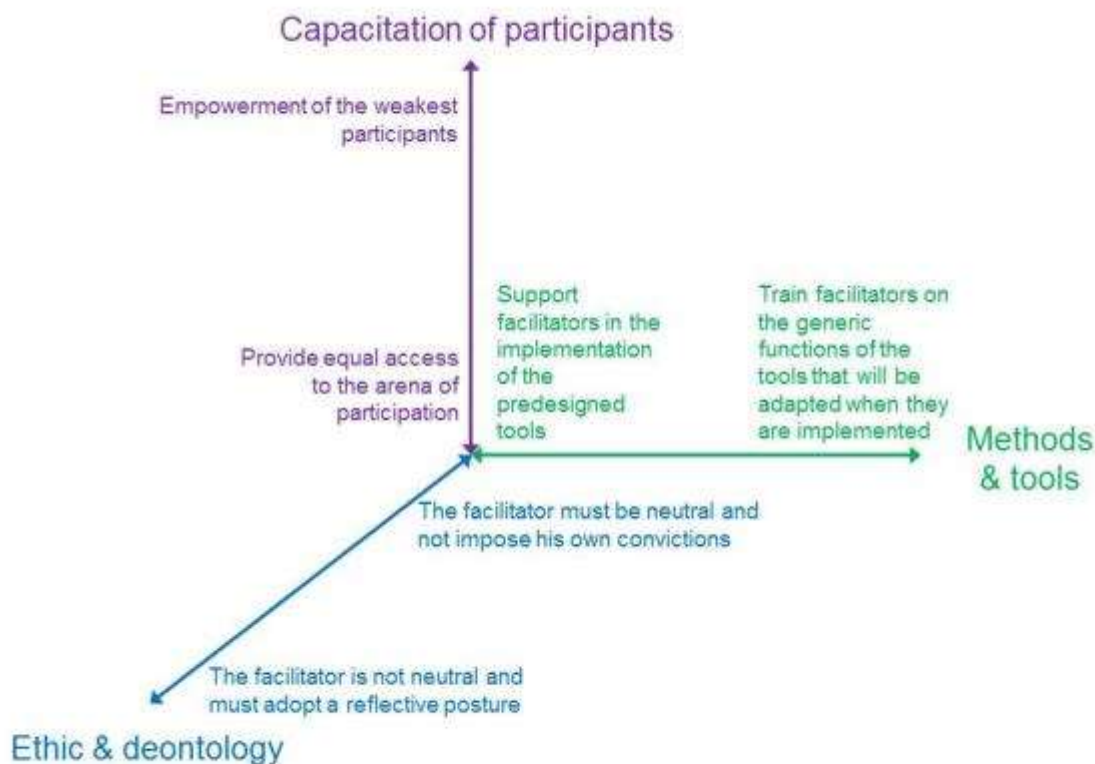 Capacitation of participants
Empowerment of the weakest
participants
Provide equal access
to the arena of
participation
Support
facilitators in the
implementation
of the
predesigned
tools
Train facilitators on
the generic
functions of the
tools that will be
adapted when they
are implemented
Methods
& tools
The facilitator must be neutral and
not impose his own convictions
The facilitator is not neutral and
must adopt a reflective posture
Ethic & deontology